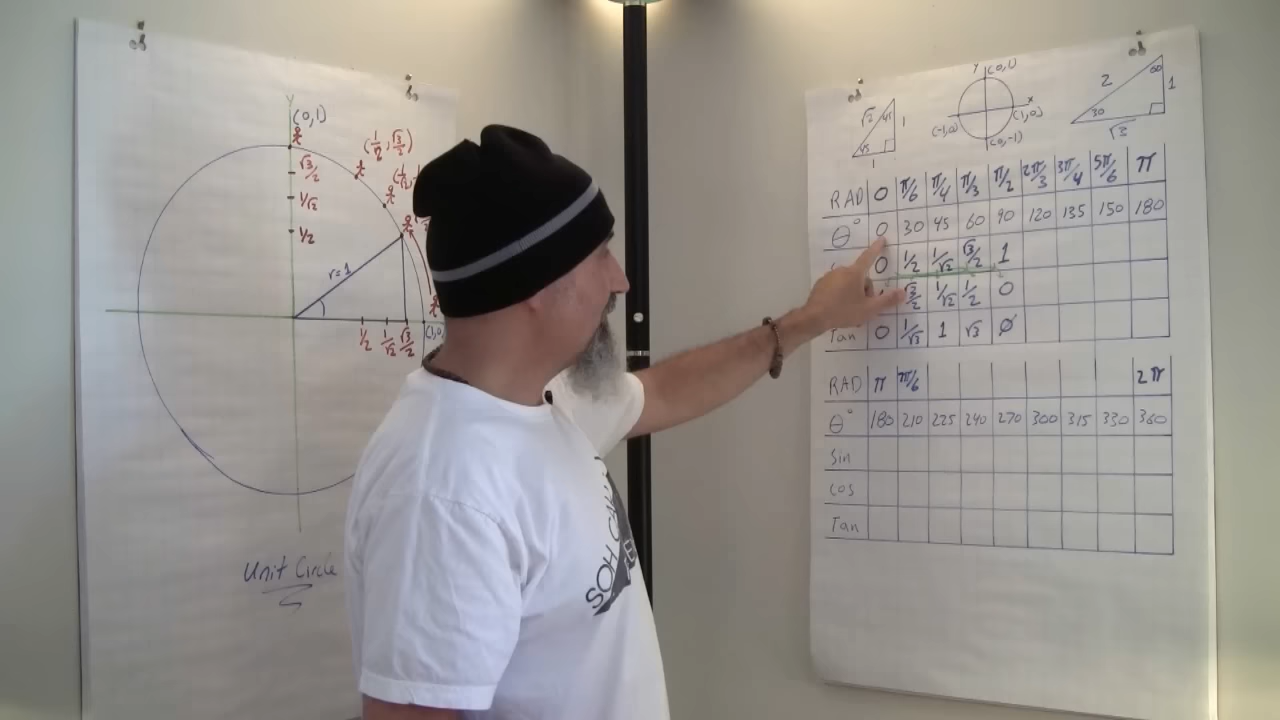 Y
(0,1)
(1/2, √3/2)
√3/2
1/√2
1/2
r=1
1/2 1/√2 √3/2
Unit Circle
√2
45
45
1
1
Y
(0,1)
X
(-1,0)
(1,0)
(0,-1)
2
60
1
30
√3
RAD 0 π/6 π/4 π/3 π/2 2π/3 3π/4 5π/6 π
θ° 0 30 45 60 90 120 135 150 180
0 1/2 1/√2 √3/2 1
√3/2 1/√2 1/2 0
Tan 0 1/√3 1 √3 Ø
RAD π 7π/6 2π
θ° 180 210 225 240 270 300 315 330 360
Sin
Cos
Tan
SOH CAH